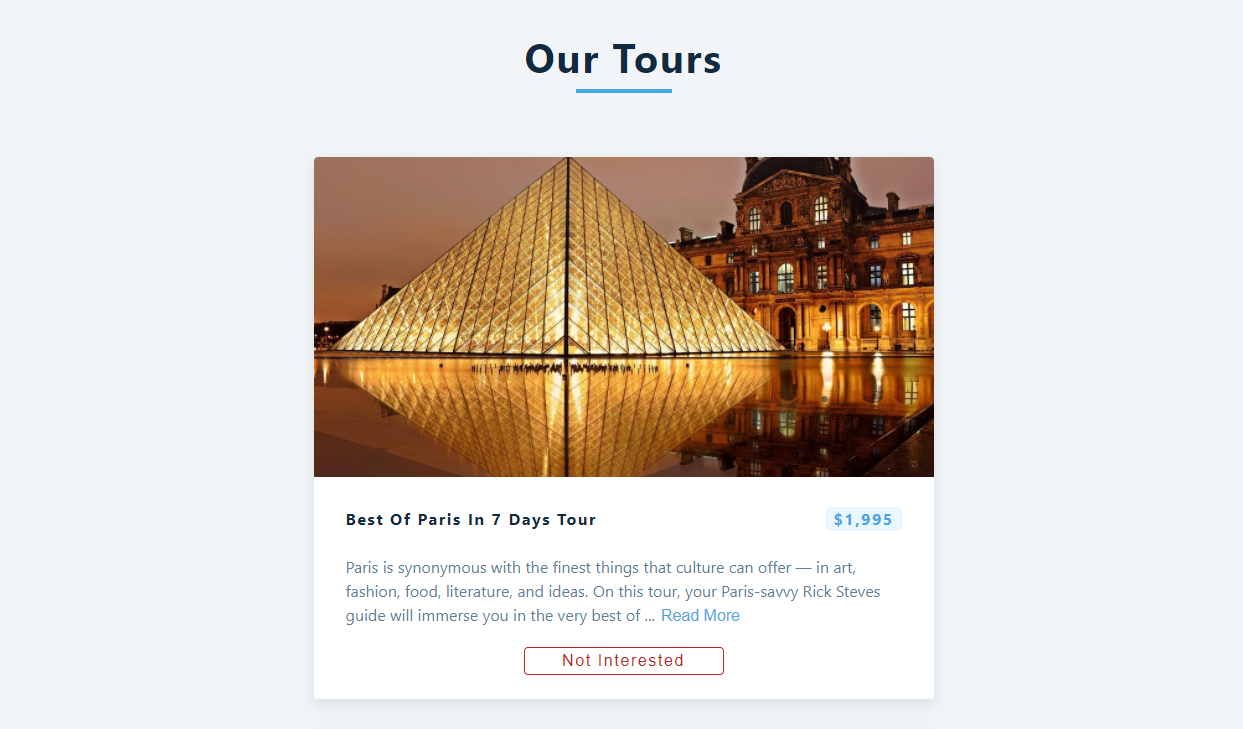 Our Tours
Best Of Paris In 7 Days Tour
$1,995
Paris is synonymous with the finest things that culture can offer — in art,
fashion, food, literature, and ideas. On this tour, your Paris-savvy Rick Steves
guide will immerse you in the very best of ... Read More
Not Interested